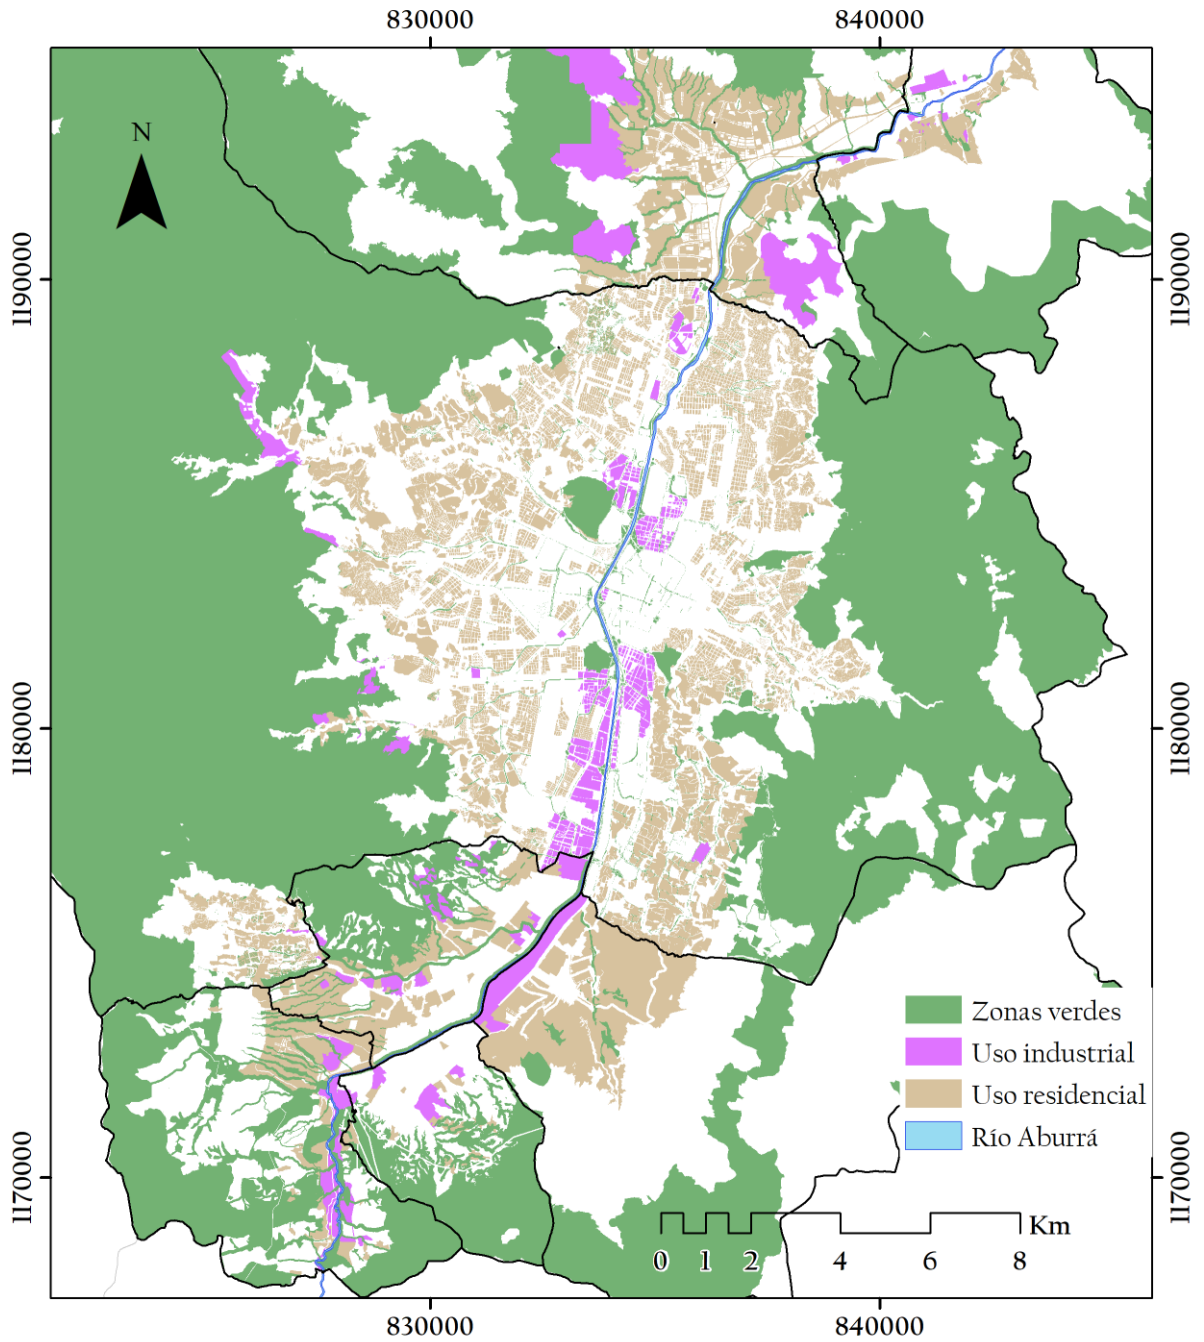 830000 840000
N
1190000 1190000
1180000 1180000
Zonas verdes
Uso industrial
Uso residencial
Río Aburrá
1170000 1170000
Km
0 1 2 4 6 8
830000 840000